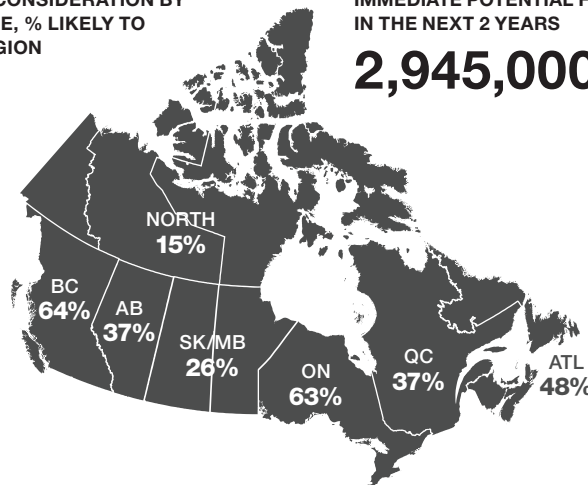 CONSIDERATION BY
% LIKELY TO
IMMEDIATE POTENTIAL
IN THE NEXT 2 YEARS
2,945,000
NORTH
15%
BC
64%
AB
37%
SK/MB
26%
ON
63%
QC
37%
ATL
48%